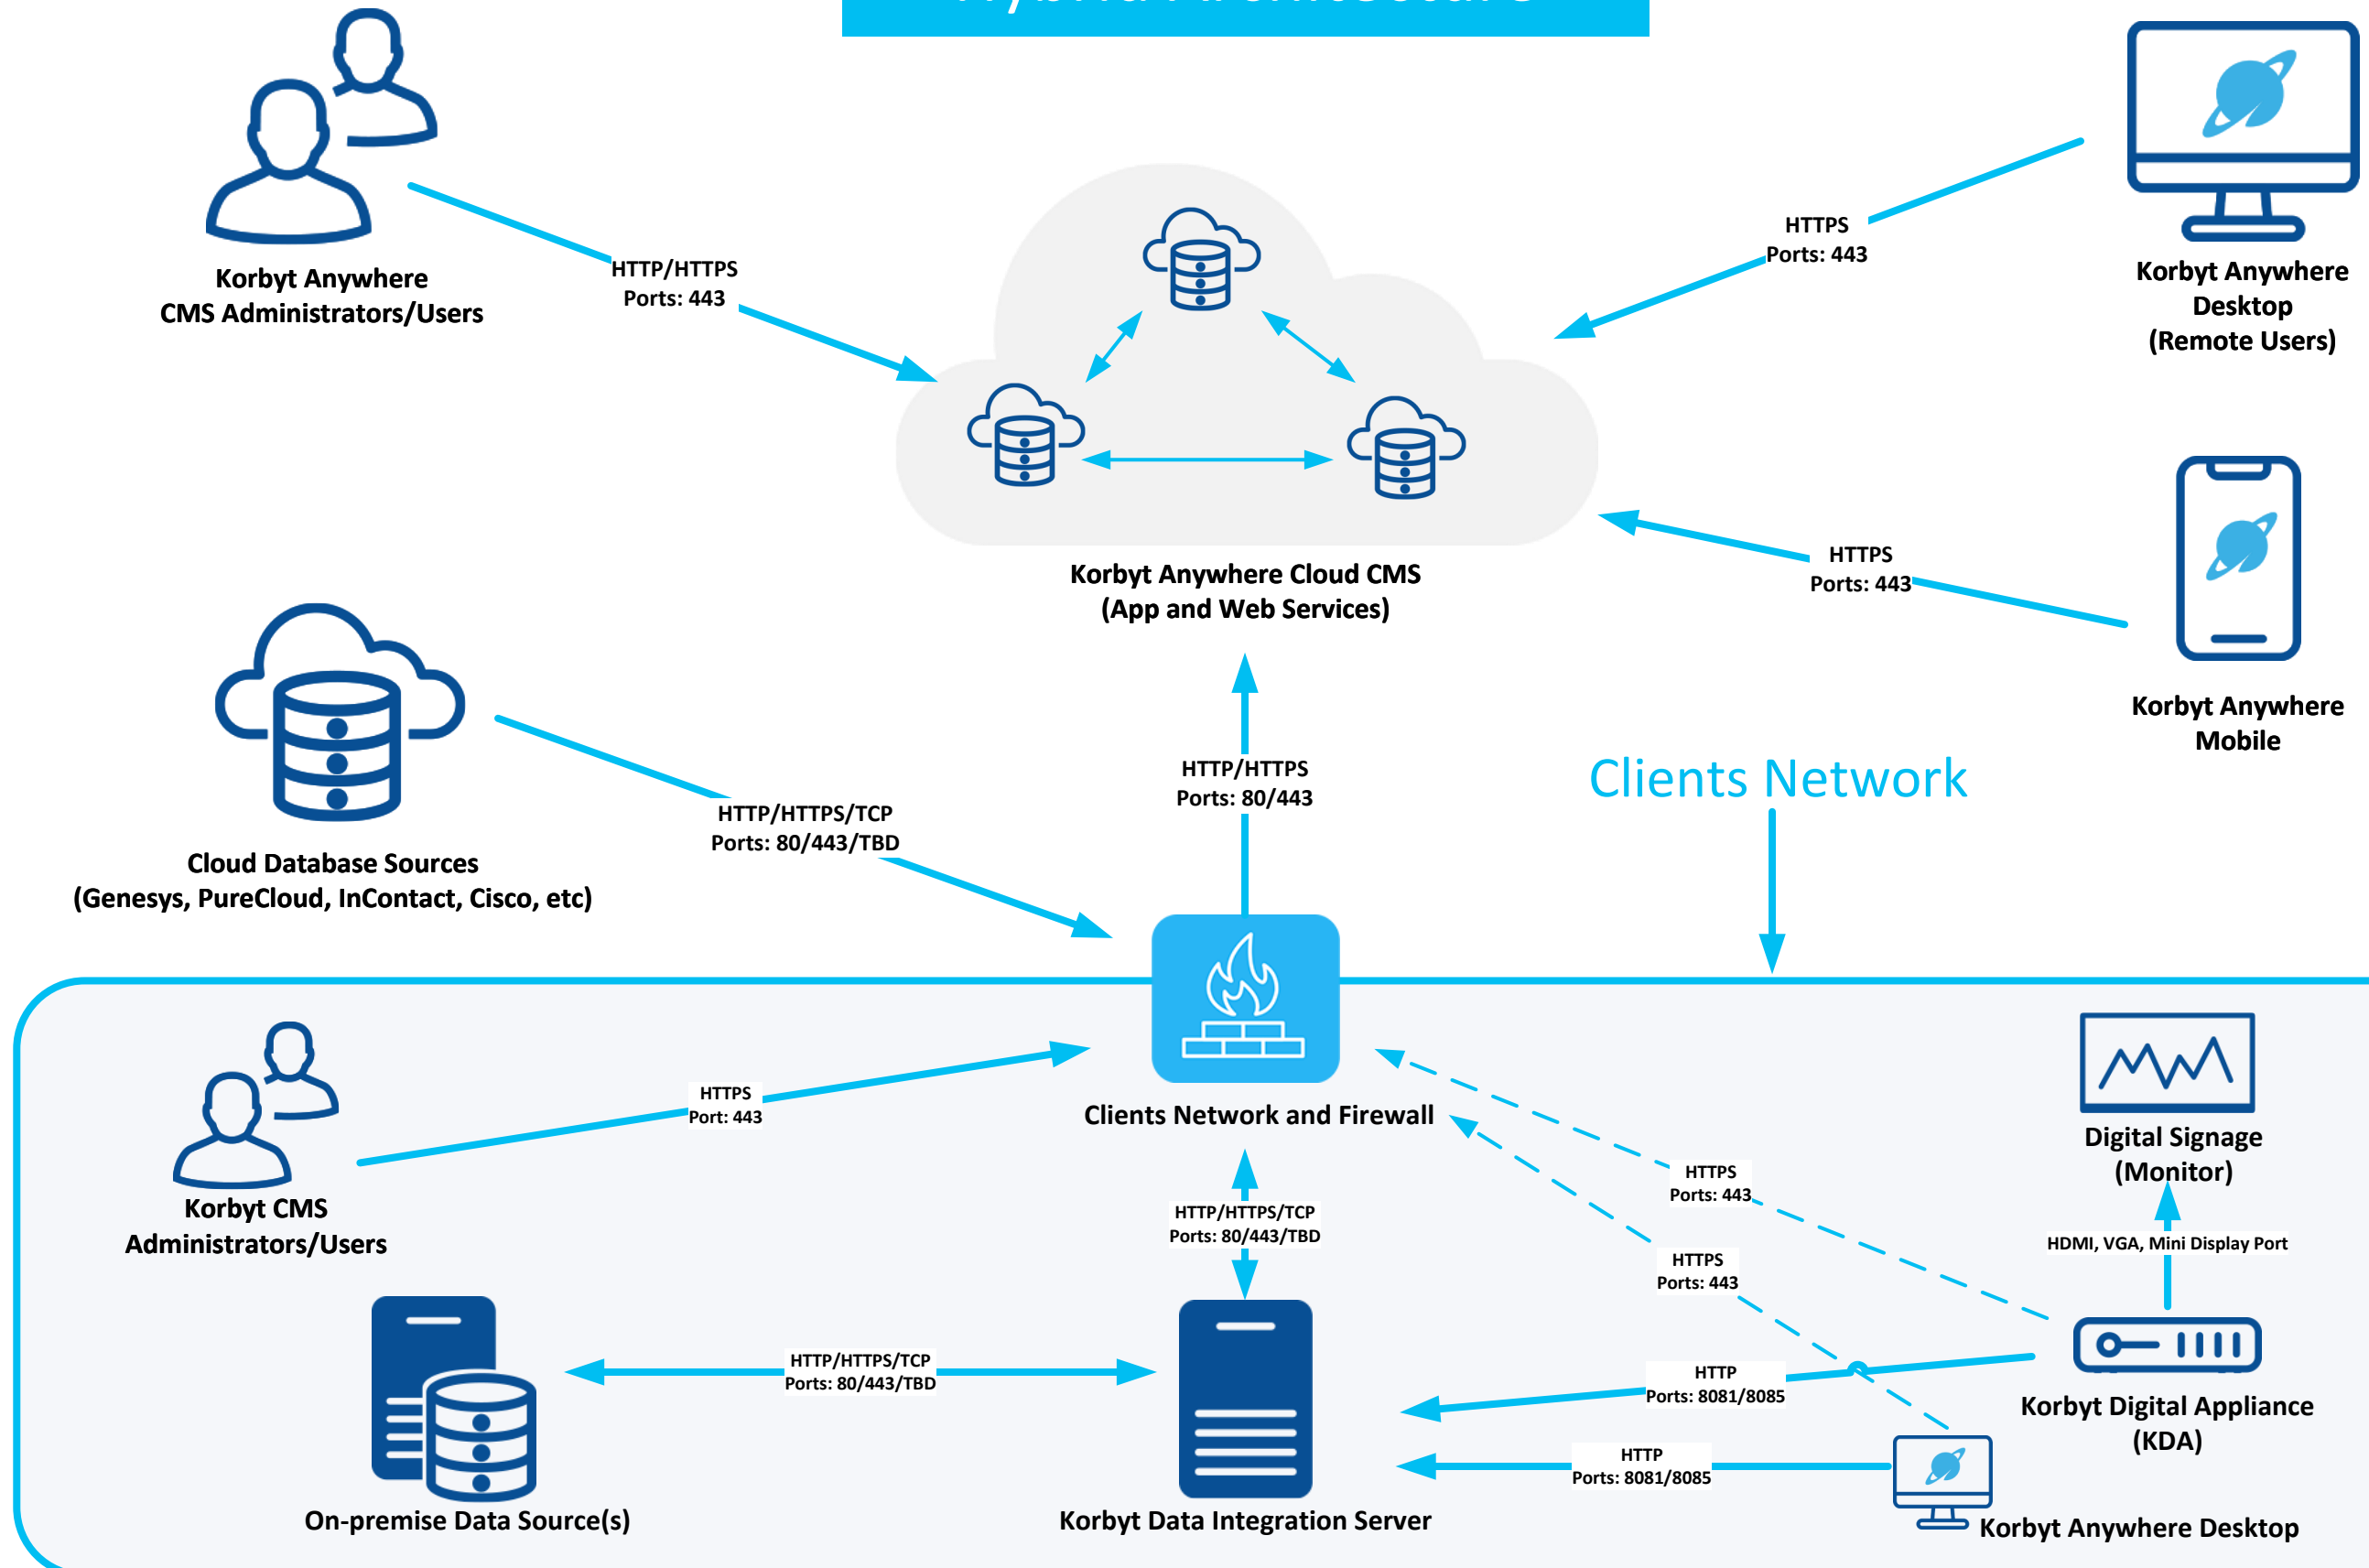 Hybrid Architecture
Korbyt Anywhere
CMS Administrators/Users
HTTP/HTTPS
Ports: 443
HTTPS
Ports: 443
Korbyt Anywhere
Desktop
(Remote Users)
Korbyt Anywhere Cloud CMS
(App and Web Services)
HTTPS
Ports: 443
Korbyt Anywhere
Mobile
Cloud Database Sources
(Genesys, PureCloud, InContact, Cisco, etc)
HTTP/HTTPS/TCP
Ports: 80/443/TBD
HTTP/HTTPS
Ports: 80/443
Clients Network
Korbyt CMS
Administrators/Users
HTTPS
Port: 443
Clients Network and Firewall
HTTPS
Ports: 443
Digital Signage
(Monitor)
HTTP/HTTPS/TCP
Ports: 80/443/TBD
HTTPS
Ports: 443
HDMI, VGA, Mini Display Port
HTTP/HTTPS/TCP
Ports: 80/443/TBD
HTTP
Ports: 8081/8085
Korbyt Digital Appliance
(KDA)
HTTP
Ports: 8081/8085
On-premise Data Source(s)
Korbyt Data Integration Server
Korbyt Anywhere Desktop